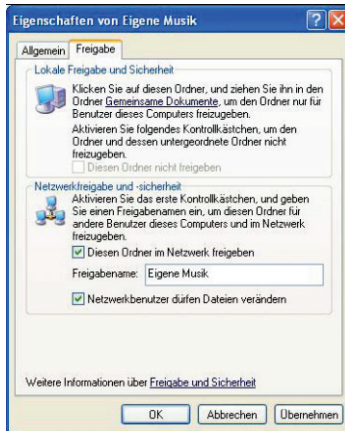 Eigenschaften von Eigene Musik
Allgemein Freigabe
Lokale Freigabe und Sicherheit
Klicken Sie auf diesen Ordner, und ziehen Sie ihn in den
Ordner Gemeinsame Dokumente, um den Ordner nur für
Benutzer dieses Computers freizugeben.
Aktivieren Sie folgendes Kontrollkästchen, um den
Ordner und dessen untergeordnete Ordner nicht
freizugeben.
Diesen Ordner nicht freigeben
Netzwerkfreigabe und -sicherheit
Aktivieren Sie das erste Kontrollkästchen, und geben
Sie einen Freigabenamen ein, um diesen Ordner für
andere Benutzer dieses Computers und im Netzwerk
freizugeben.
Diesen Ordner im Netzwerk freigeben
Freigabename: Eigene Musik
Netzwerkbenutzer dürfen Dateien verändern
Weitere Informationen über Freigabe und Sicherheit
OK Abbrechen Übernehmen